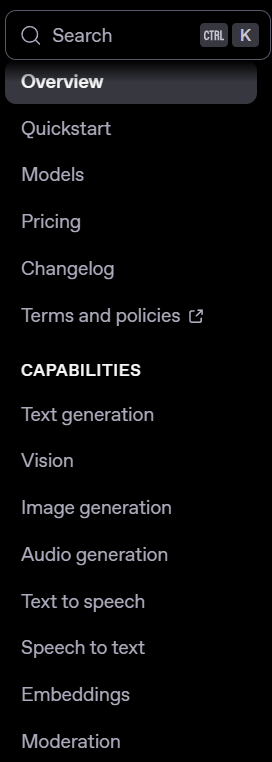 Search CTRL K
Overview
Quickstart
Models
Pricing
Changelog
Terms and policies
CAPABILITIES
Text generation
Vision
Image generation
Audio generation
Text to speech
Speech to text
Embeddings
Moderation